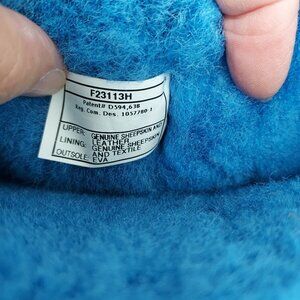 F23113H
Patent# D594,638
Reg. Com. Des. 1057780-1
UPPER: GENUINE SHEEPSKIN AND
LEATHER
LINING: GENUINE SHEEPSKIN
AND TEXTILE
OUTSOLE: EVA